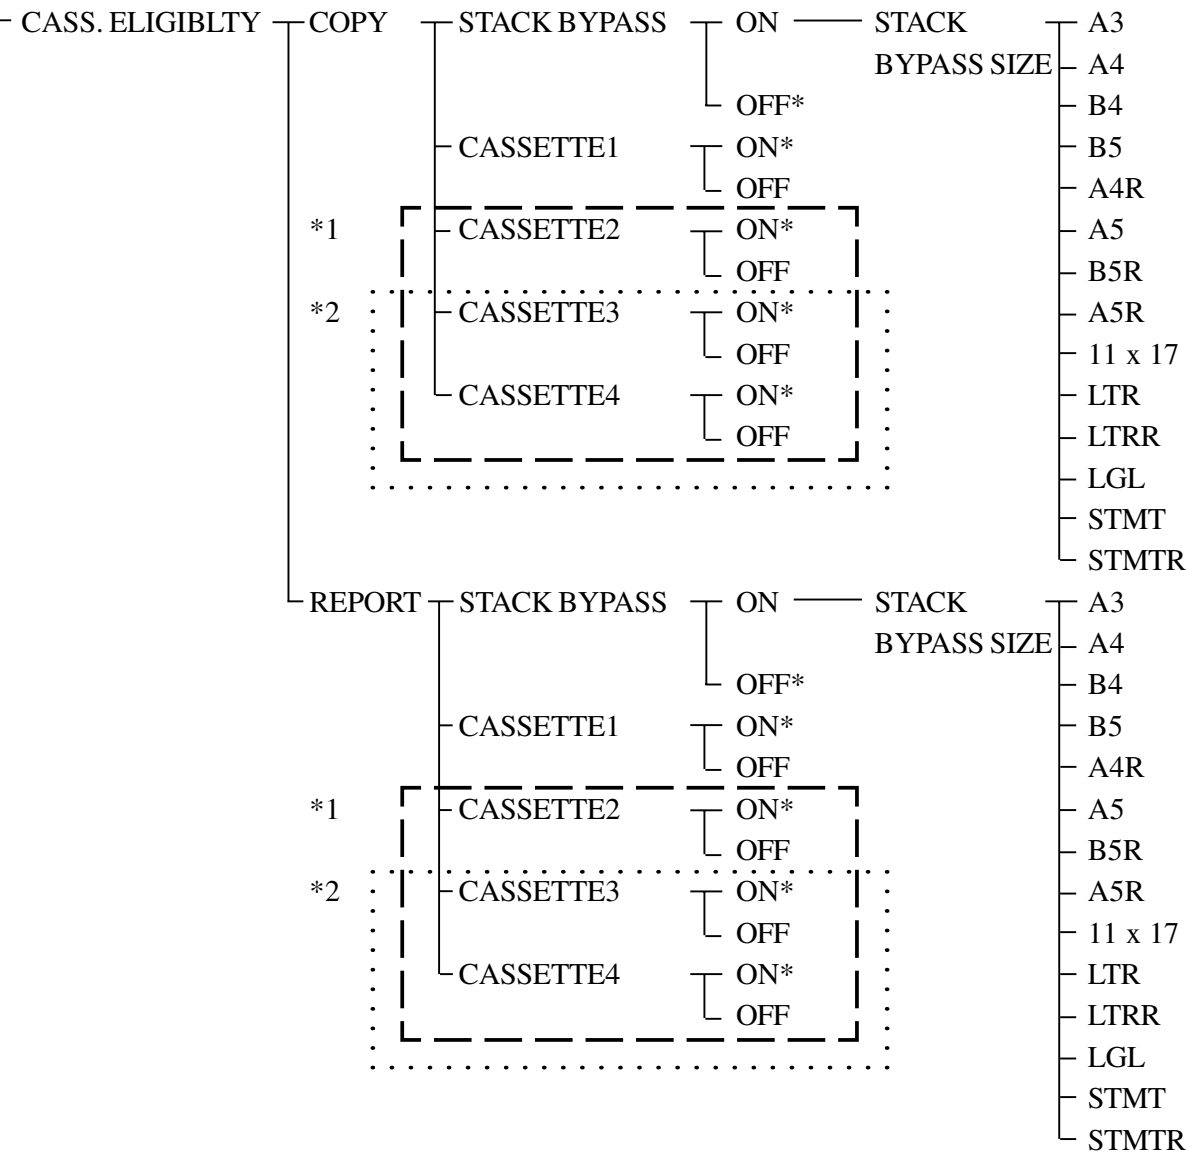 CASS. ELIGIBLTY COPY STACK BYPASS ON STACK A3
BYPASS SIZE A4
OFF* B4
CASSETTE1 ON* B5
OFF A4R
*1 CASSETTE2 ON* A5
OFF B5R
*2 CASSETTE3 ON* A5R
OFF 11 x 17
CASSETTE4 ON* LTR
OFF LTRR
LGL
STMT
STMTR
REPORT STACK BYPASS ON STACK A3
BYPASS SIZE A4
OFF* B4
CASSETTE1 ON* B5
OFF A4R
*1 CASSETTE2 ON* A5
OFF B5R
*2 CASSETTE3 ON* A5R
OFF 11 x 17
CASSETTE4 ON* LTR
OFF LTRR
LGL
STMT
STMTR